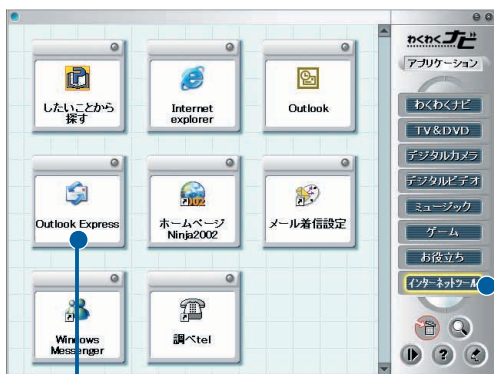 わくわくナビ
アプリケーション
したいことから
探す
Internet
explorer
Outlook
Outlook Express
ホームページ
Ninja2002
メール着信設定
Windows
Messenger
調べtel
わくわくナビ
TV&DVD
デジタルカメラ
デジタルビデオ
ミュージック
ゲーム
お役立ち
インターネットツール
?